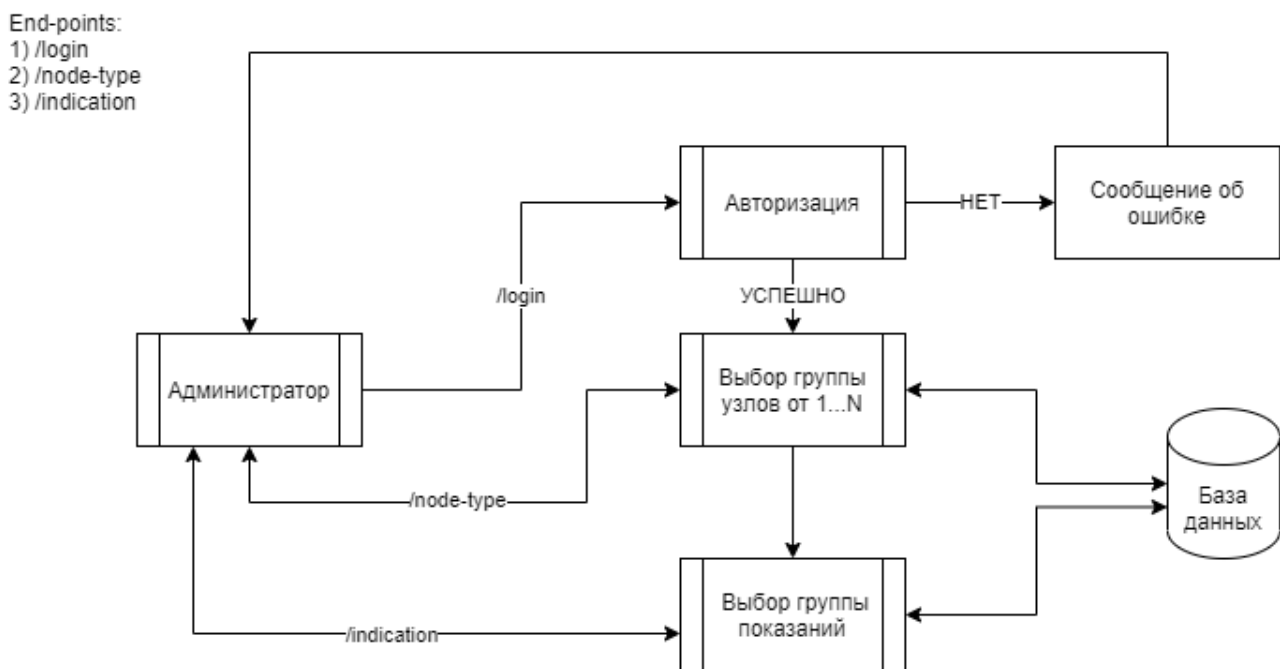 End-points:
1) /login
2) /node-type
3) /indication
Авторизация
НЕТ
Сообщение об
ошибке
/login
УСПЕШНО
Администратор
Выбор группы
узлов от 1...N
/node-type
База
данных
Выбор группы
показаний
/indication